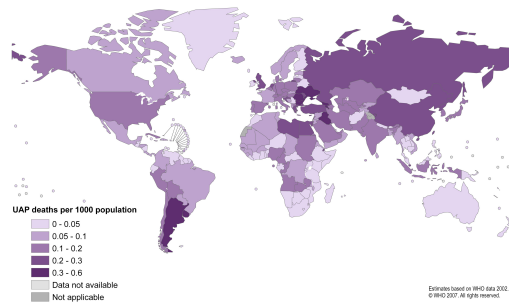 UAP deaths per 1000 population
0 - 0.05
0.05 - 0.1
0.1 - 0.2
0.2 - 0.3
0.3 - 0.6
Data not available
Not applicable
Estimates based on WHO data 2002.
© WHO 2007. All rights reserved.